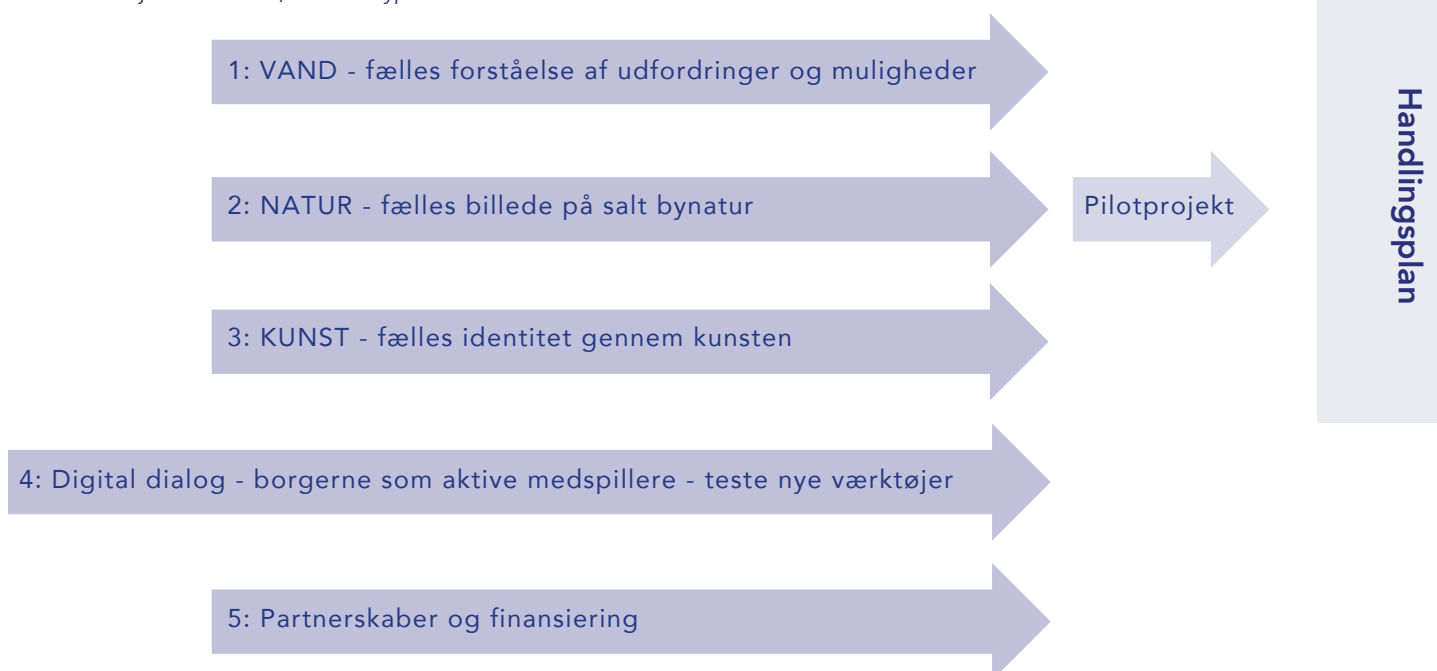 1: VAND - fælles forståelse af udfordringer og muligheder
2: NATUR - fælles billede på salt bynatur
Pilotprojekt
Handlingsplan
3: KUNST - fælles identitet gennem kunsten
4: Digital dialog - borgerne som aktive medspillere - teste nye værktøjer
5: Partnerskaber og finansiering